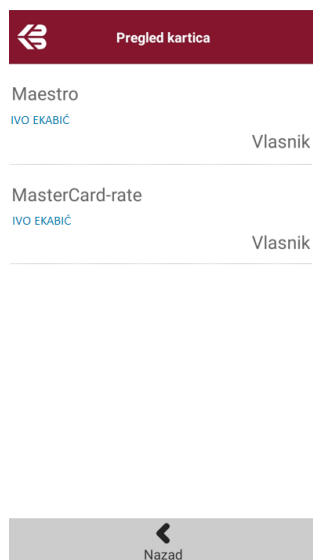 Pregled kartica
Maestro
IVO EKABIĆ
Vlasnik
MasterCard-rate
IVO EKABIĆ
Vlasnik
Nazad